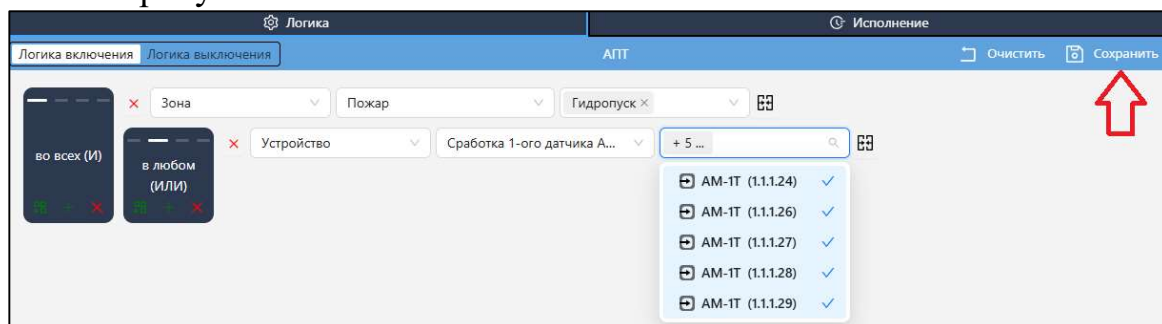 Логика Исполнение
Логика включения Логика выключения АПТ Очистить Сохранить
Зона Пожар Гидропуск ×
во всех (И)
Устройство Сработка 1-ого датчика А... + 5 ...
в любом
(ИЛИ)
АМ-1Т (1.1.1.24)
АМ-1Т (1.1.1.26)
АМ-1Т (1.1.1.27)
АМ-1Т (1.1.1.28)
АМ-1Т (1.1.1.29)